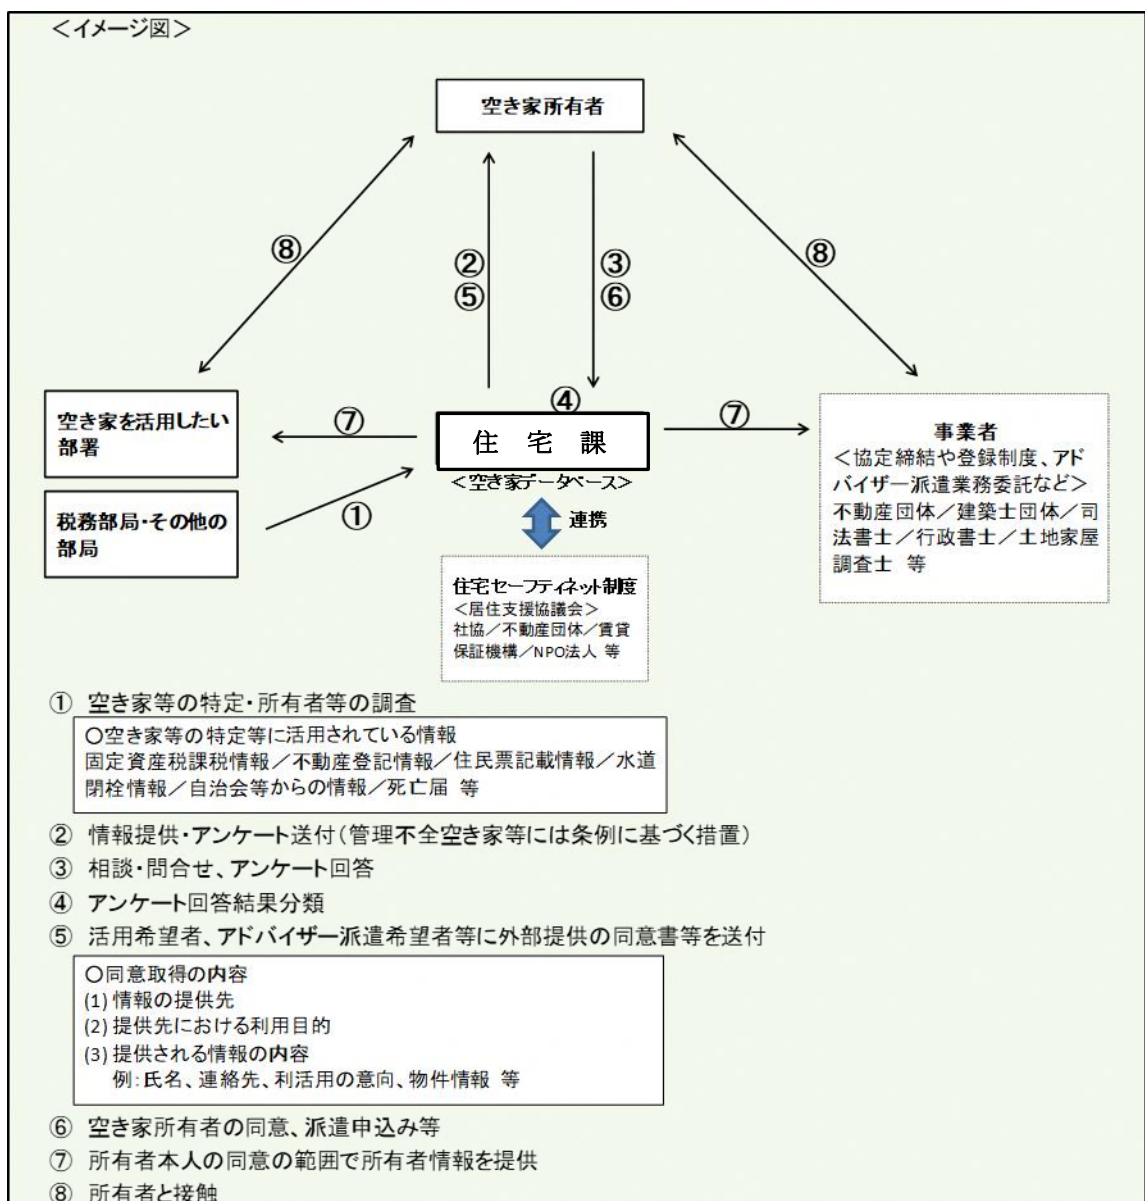 ＜イメージ図＞
空き家所有者
⑧
②
⑤
③
⑥
⑧
空き家を活用したい
部署
⑦
④
住 宅 課
＜空き家データベース＞
⑦
事業者
＜協定締結や登録制度、アド
バイザー派遣業務委託など＞
不動産団体／建築士団体／司
法書士／行政書士／土地家屋
調査士 等
税務部局・その他の
部局
①
連携
住宅セーフティネット制度
＜居住支援協議会＞
社協／不動産団体／賃貸
保証機構／NPO法人 等
① 空き家等の特定・所有者等の調査
○空き家等の特定等に活用されている情報
固定資産税課税情報／不動産登記情報／住民票記載情報／水道
閉栓情報／自治会等からの情報／死亡届 等
② 情報提供・アンケート送付（管理不全空き家等には条例に基づく措置）
③ 相談・問合せ、アンケート回答
④ アンケート回答結果分類
⑤ 活用希望者、アドバイザー派遣希望者等に外部提供の同意書等を送付
○同意取得の内容
(1) 情報の提供先
(2) 提供先における利用目的
(3) 提供される情報の内容
例：氏名、連絡先、利活用の意向、物件情報 等
⑥ 空き家所有者の同意、派遣申込み等
⑦ 所有者本人の同意の範囲で所有者情報を提供
⑧ 所有者と接触